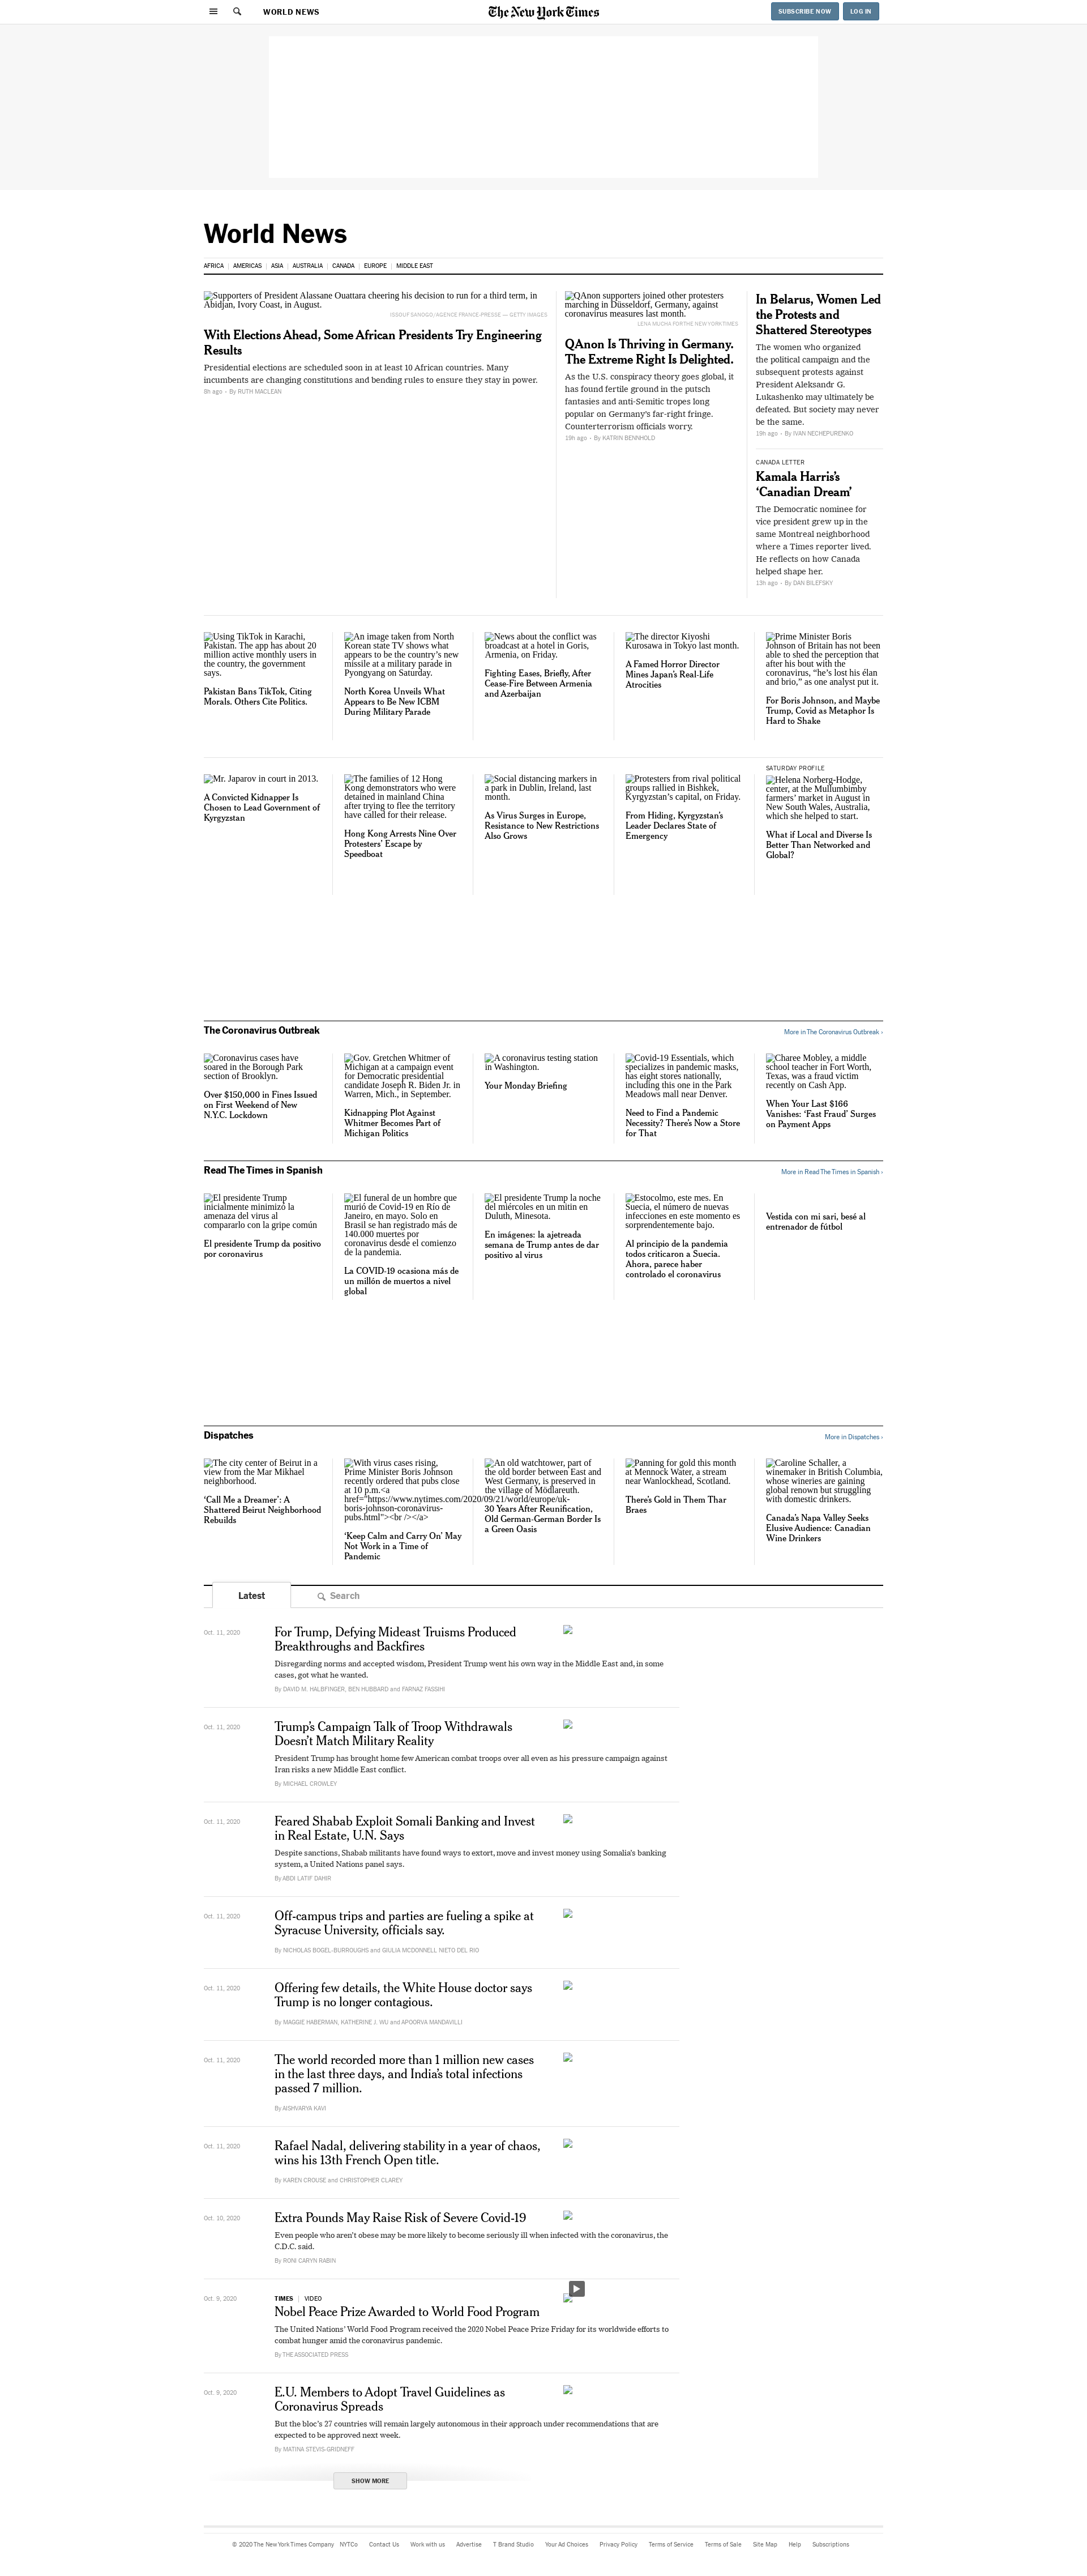 WORLD NEWS
The New York Times
SUBSCRIBE NOW
LOG IN
World News
AFRICA
AMERICAS
ASIA
AUSTRALIA
CANADA
EUROPE
MIDDLE EAST
Supporters of President Alassane Ouattara cheering his decision to run for a third term, in
Abidjan, Ivory Coast, in August.
ISSOUF SANOGO/AGENCE FRANCE-PRESSE — GETTY IMAGES
With Elections Ahead, Some African Presidents Try Engineering
Results
Presidential elections are scheduled soon in at least 10 African countries. Many
incumbents are changing constitutions and bending rules to ensure they stay in power.
8h ago - By RUTH MACLEAN
QAnon supporters joined other protesters
marching in Düsseldorf, Germany, against
coronavirus measures last month.
LENA MUCHA FOR THE NEW YORK TIMES
QAnon Is Thriving in Germany.
The Extreme Right Is Delighted.
As the U.S. conspiracy theory goes global, it
has found fertile ground in the putsch
fantasies and anti-Semitic tropes long
popular on Germany's far-right fringe.
Counterterrorism officials worry.
19h ago - By KATRIN BENNHOLD
In Belarus, Women Led
the Protests and
Shattered Stereotypes
The women who organized
the political campaign and the
subsequent protests against
President Aleksandr G.
Lukashenko may ultimately be
defeated. But society may never
be the same.
19h ago - By IVAN NECHEPURENKO
CANADA LETTER
Kamala Harris's
‘Canadian Dream’
The Democratic nominee for
vice president grew up in the
same Montreal neighborhood
where a Times reporter lived.
He reflects on how Canada
helped shape her.
13h ago - By DAN BILEFSKY
Using TikTok in Karachi,
Pakistan. The app has about 20
million active monthly users in
the country, the government
says.
Pakistan Bans TikTok, Citing
Morals. Others Cite Politics.
An image taken from North
Korean state TV shows what
appears to be the country's new
missile at a military parade in
Pyongyang on Saturday.
North Korea Unveils What
Appears to Be New ICBM
During Military Parade
News about the conflict was
broadcast at a hotel in Goris,
Armenia, on Friday.
Fighting Eases, Briefly, After
Cease-Fire Between Armenia
and Azerbaijan
The director Kiyoshi
Kurosawa in Tokyo last month.
A Famed Horror Director
Mines Japan's Real-Life
Atrocities
Prime Minister Boris
Johnson of Britain has not been
able to shed the perception that
after his bout with the
coronavirus, “he's lost his élan
and brio,” as one analyst put it.
For Boris Johnson, and Maybe
Trump, Covid as Metaphor Is
Hard to Shake
Mr. Japarov in court in 2013.
A Convicted Kidnapper Is
Chosen to Lead Government of
Kyrgyzstan
The families of 12 Hong
Kong demonstrators who were
detained in mainland China
after trying to flee the territory
have called for their release.
Hong Kong Arrests Nine Over
Protesters' Escape by
Speedboat
Social distancing markers in
a park in Dublin, Ireland, last
month.
As Virus Surges in Europe,
Resistance to New Restrictions
Also Grows
Protesters from rival political
groups rallied in Bishkek,
Kyrgyzstan's capital, on Friday.
From Hiding, Kyrgyzstan's
Leader Declares State of
Emergency
SATURDAY PROFILE
Helena Norberg-Hodge,
center, at the Mullumbimby
farmers' market in August in
New South Wales, Australia,
which she helped to start.
What if Local and Diverse Is
Better Than Networked and
Global?
The Coronavirus Outbreak
More in The Coronavirus Outbreak ›
Coronavirus cases have
soared in the Borough Park
section of Brooklyn.
Over $150,000 in Fines Issued
on First Weekend of New
N.Y.C. Lockdown
Gov. Gretchen Whitmer of
Michigan at a campaign event
for Democratic presidential
candidate Joseph R. Biden Jr. in
Warren, Mich., in September.
Kidnapping Plot Against
Whitmer Becomes Part of
Michigan Politics
A coronavirus testing station
in Washington.
Your Monday Briefing
Covid-19 Essentials, which
specializes in pandemic masks,
has eight stores nationally,
including this one in the Park
Meadows mall near Denver.
Need to Find a Pandemic
Necessity? There's Now a Store
for That
Charee Mobley, a middle
school teacher in Fort Worth,
Texas, was a fraud victim
recently on Cash App.
When Your Last $166
Vanishes: ‘Fast Fraud’ Surges
on Payment Apps
Read The Times in Spanish
More in Read The Times in Spanish ›
El presidente Trump
inicialmente minimizó la
amenaza del virus al
compararlo con la gripe común
El presidente Trump da positivo
por coronavirus
El funeral de un hombre que
murió de Covid-19 en Río de
Janeiro, en mayo. Solo en
Brasil se han registrado más de
140.000 muertes por
coronavirus desde el comienzo
de la pandemia.
La COVID-19 ocasiona más de
un millón de muertos a nivel
global
El presidente Trump la noche
del miércoles en un mitin en
Duluth, Minesota.
En imágenes: la ajetreada
semana de Trump antes de dar
positivo al virus
Estocolmo, este mes. En
Suecia, el número de nuevas
infecciones en este momento es
sorprendentemente bajo.
Al principio de la pandemia
todos criticaron a Suecia.
Ahora, parece haber
controlado el coronavirus
Vestida con mi sari, besé al
entrenador de fútbol
Dispatches
More in Dispatches ›
The city center of Beirut in a
view from the Mar Mikhael
neighborhood.
‘Call Me a Dreamer’: A
Shattered Beirut Neighborhood
Rebuilds
With virus cases rising,
Prime Minister Boris Johnson
recently ordered that pubs close
at 10 p.m.<a
href="https://www.nytimes.com/2020/09/21/world/europe/uk-
boris-johnson-coronavirus-
pubs.html"><br /></a>
‘Keep Calm and Carry On’ May
Not Work in a Time of
Pandemic
An old watchtower, part of
the old border between East and
West Germany, is preserved in
the village of Mödlareuth.
30 Years After Reunification,
Old German-German Border Is
a Green Oasis
Panning for gold this month
at Mennock Water, a stream
near Wanlockhead, Scotland.
There's Gold in Them Thar
Braes
Caroline Schaller, a
winemaker in British Columbia,
whose wineries are gaining
global renown but struggling
with domestic drinkers.
Canada's Napa Valley Seeks
Elusive Audience: Canadian
Wine Drinkers
Latest
Search
Oct. 11, 2020
For Trump, Defying Mideast Truisms Produced
Breakthroughs and Backfires
Disregarding norms and accepted wisdom, President Trump went his own way in the Middle East and, in some
cases, got what he wanted.
By DAVID M. HALBFINGER, BEN HUBBARD and FARNAZ FASSIHI
Oct. 11, 2020
Trump's Campaign Talk of Troop Withdrawals
Doesn't Match Military Reality
President Trump has brought home few American combat troops over all even as his pressure campaign against
Iran risks a new Middle East conflict.
By MICHAEL CROWLEY
Oct. 11, 2020
Feared Shabab Exploit Somali Banking and Invest
in Real Estate, U.N. Says
Despite sanctions, Shabab militants have found ways to extort, move and invest money using Somalia's banking
system, a United Nations panel says.
By ABDI LATIF DAHIR
Oct. 11, 2020
Off-campus trips and parties are fueling a spike at
Syracuse University, officials say.
By NICHOLAS BOGEL-BURROUGHS and GIULIA MCDONNELL NIETO DEL RIO
Oct. 11, 2020
Offering few details, the White House doctor says
Trump is no longer contagious.
By MAGGIE HABERMAN, KATHERINE J. WU and APOORVA MANDAVILLI
Oct. 11, 2020
The world recorded more than 1 million new cases
in the last three days, and India's total infections
passed 7 million.
By AISHVARYA KAVI
Oct. 11, 2020
Rafael Nadal, delivering stability in a year of chaos,
wins his 13th French Open title.
By KAREN CROUSE and CHRISTOPHER CLAREY
Oct. 10, 2020
Extra Pounds May Raise Risk of Severe Covid-19
Even people who aren't obese may be more likely to become seriously ill when infected with the coronavirus, the
C.D.C. said.
By RONI CARYN RABIN
Oct. 9, 2020
TIMES | VIDEO
Nobel Peace Prize Awarded to World Food Program
The United Nations' World Food Program received the 2020 Nobel Peace Prize Friday for its worldwide efforts to
combat hunger amid the coronavirus pandemic.
By THE ASSOCIATED PRESS
Oct. 9, 2020
E.U. Members to Adopt Travel Guidelines as
Coronavirus Spreads
But the bloc's 27 countries will remain largely autonomous in their approach under recommendations that are
expected to be approved next week.
By MATINA STEVIS-GRIDNEFF
SHOW MORE
© 2020 The New York Times Company NYTCo Contact Us Work with us Advertise T Brand Studio Your Ad Choices Privacy Policy Terms of Service Terms of Sale Site Map Help Subscriptions